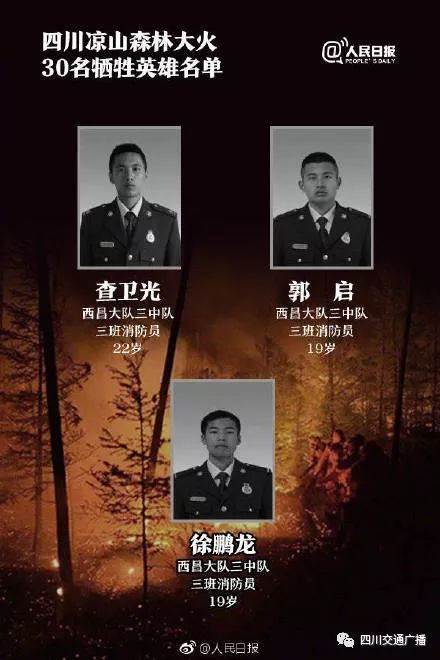 四川凉山森林大火
30名牺牲英雄名单
@人民日报
PEOPLE'S DAILY
查卫光
西昌大队三中队
三班消防员
22岁
郭 启
西昌大队三中队
三班消防员
19岁
徐鹏龙
西昌大队三中队
三班消防员
19岁
@人民日报
四川交通广播